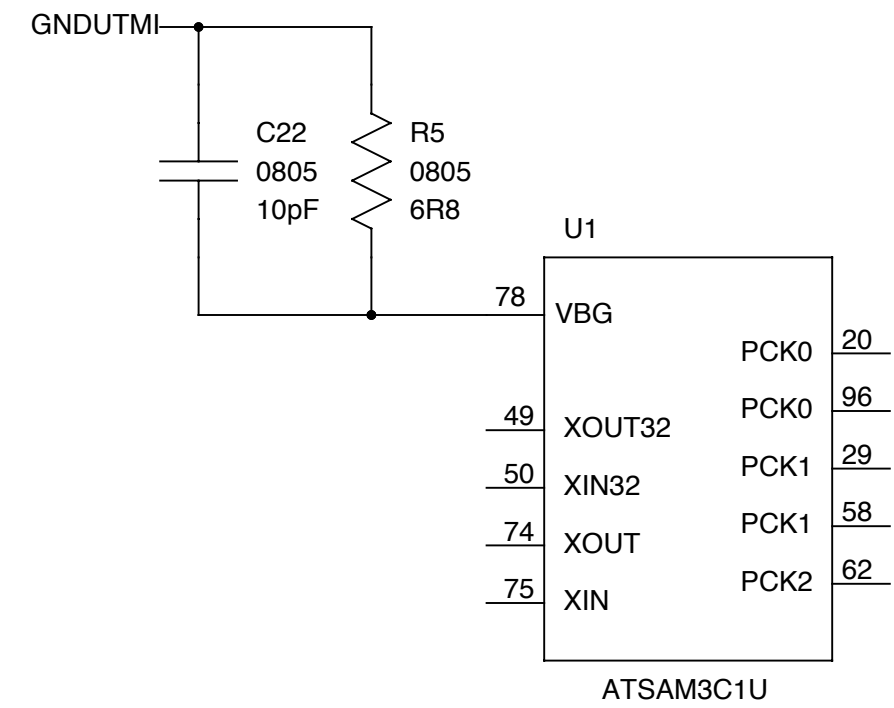 GNDUTMI
C22
0805
10pF
R5
0805
6R8
U1
78
VBG
PCK0
20
PCK0
96
49
XOUT32
PCK1
29
50
XIN32
PCK1
58
74
XOUT
PCK2
62
75
XIN
ATSAM3C1U